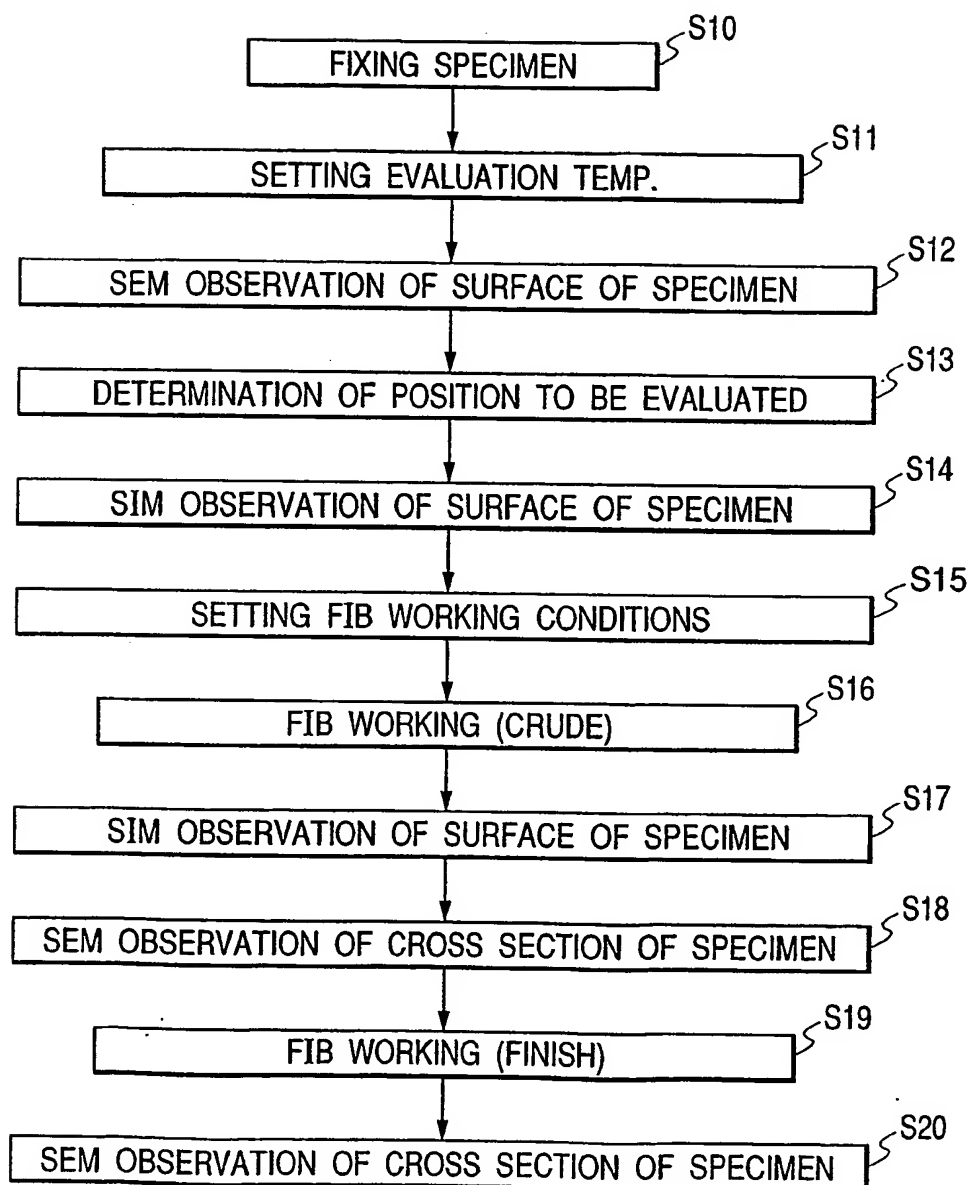 S10
FIXING SPECIMEN
S11
SETTING EVALUATION TEMP.
S12
SEM OBSERVATION OF SURFACE OF SPECIMEN
S13
DETERMINATION OF POSITION TO BE EVALUATED
S14
SIM OBSERVATION OF SURFACE OF SPECIMEN
S15
SETTING FIB WORKING CONDITIONS
S16
FIB WORKING (CRUDE)
S17
SIM OBSERVATION OF SURFACE OF SPECIMEN
S18
SEM OBSERVATION OF CROSS SECTION OF SPECIMEN
S19
FIB WORKING (FINISH)
S20
SEM OBSERVATION OF CROSS SECTION OF SPECIMEN